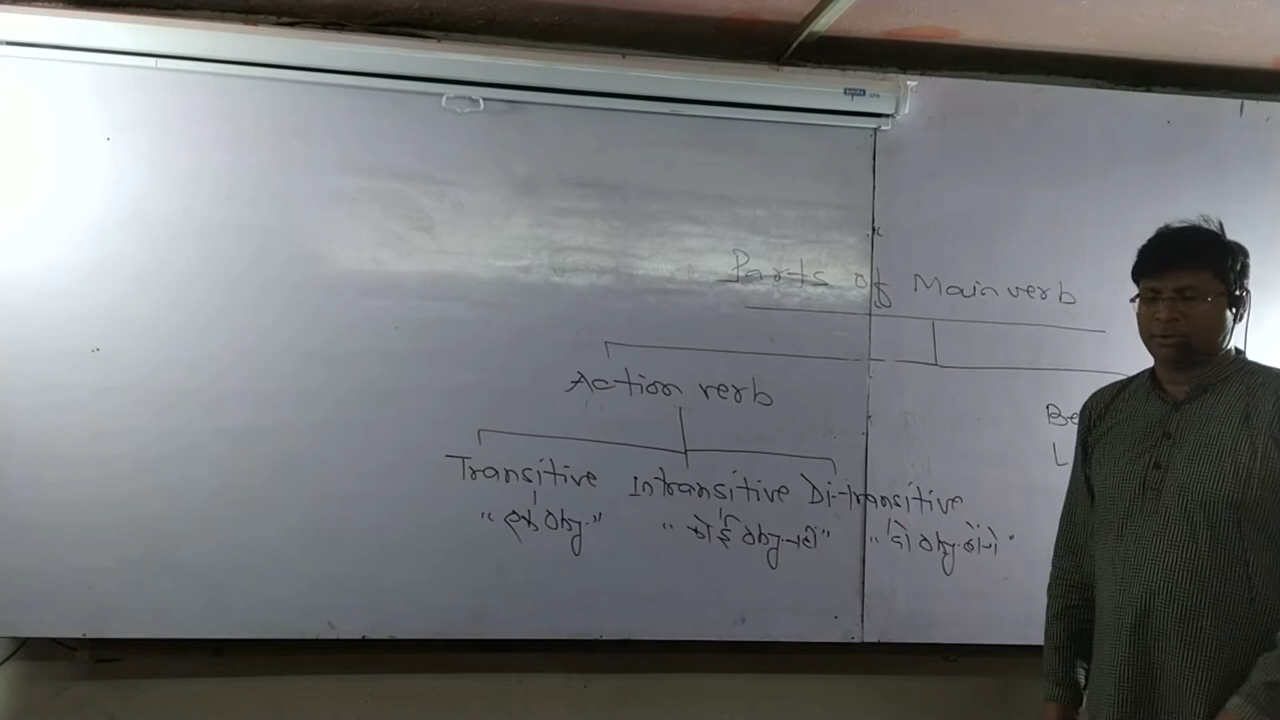 Parts of Main verb
Action verb
Be
L
Transitive Intransitive Di-transitive
"एक obj." "कोई obj. नहीं" "दो obj. होंगे"